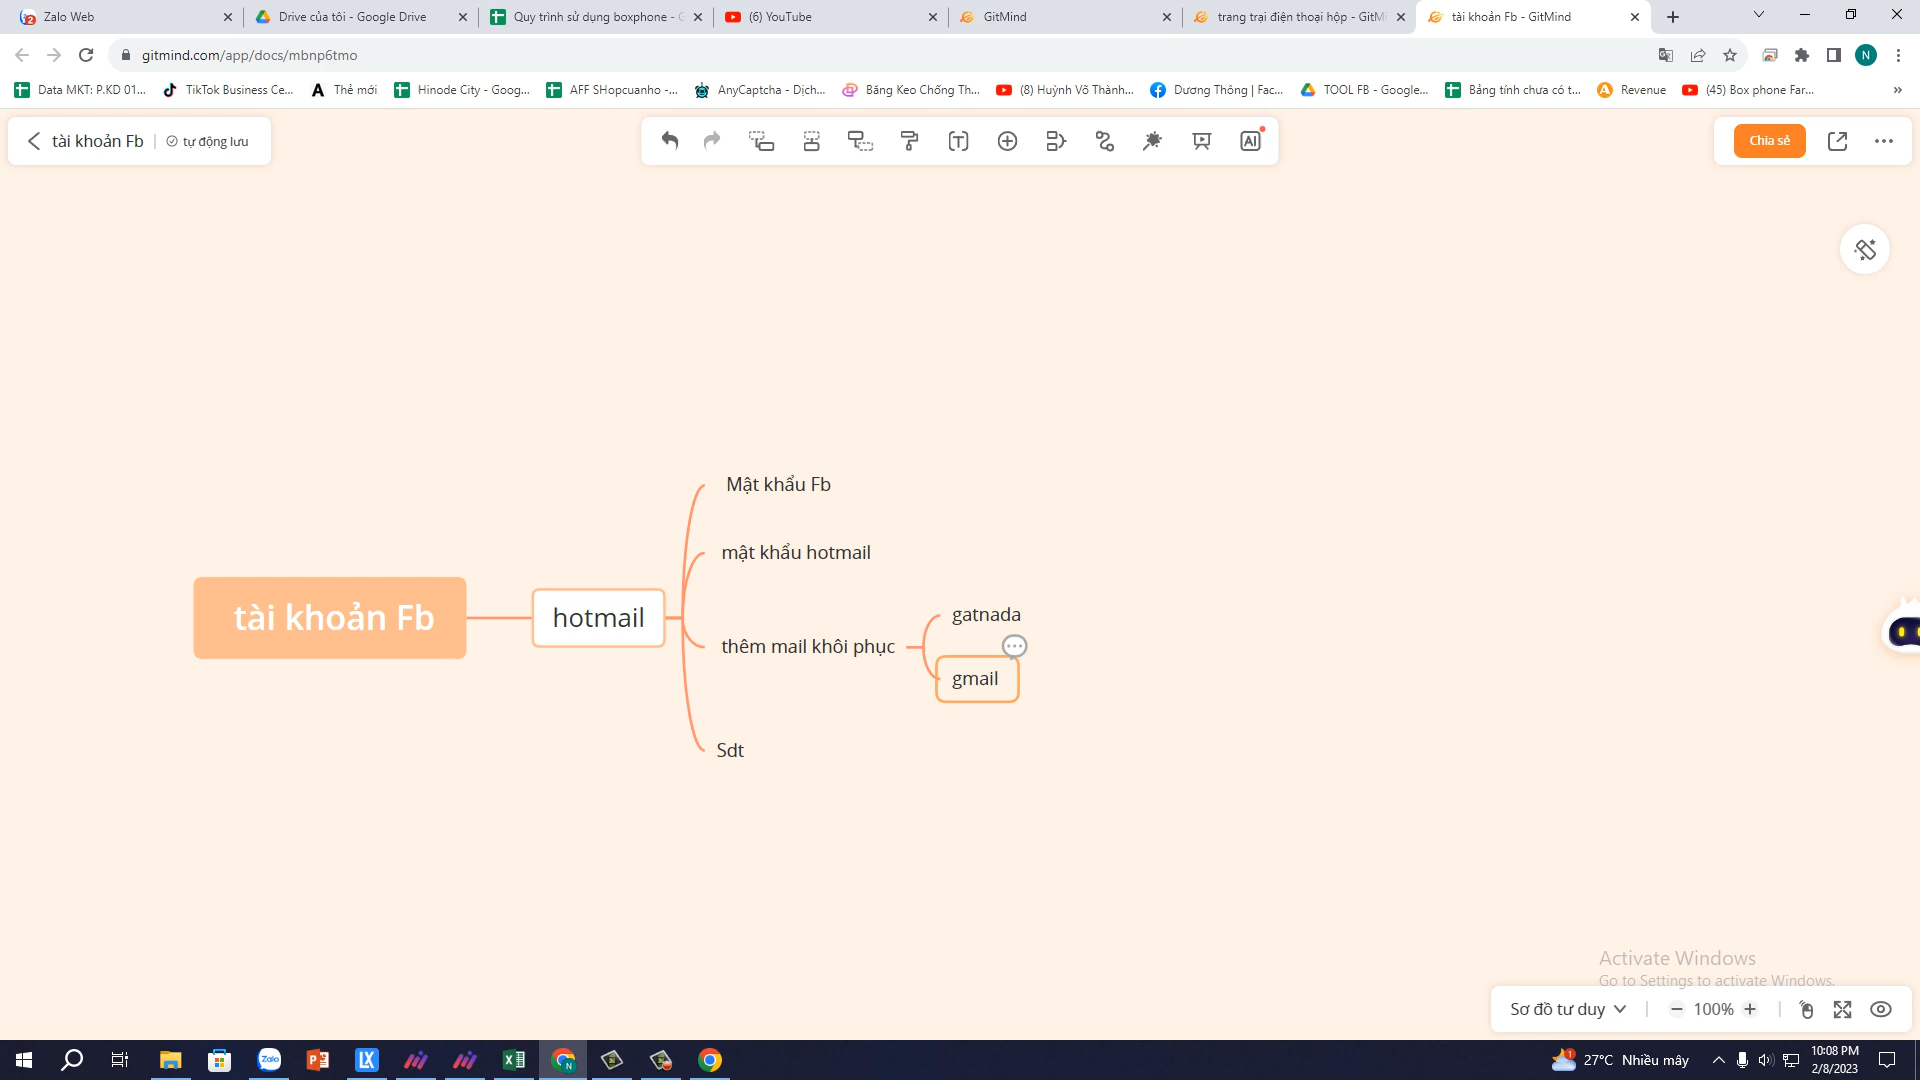 Zalo Web
Drive của tôi - Google Drive
Quy trình sử dụng boxphone - G
(6) YouTube
GitMind
trang trại điện thoại hộp - GitMi
tài khoản Fb - GitMind
gitmind.com/app/docs/mbnp6tmo
N
Data MKT: P.KD 01...
TikTok Business Ce...
Thẻ mới
Hinode City - Goog...
AFF SHopcuanho -...
AnyCaptcha - Dịch...
Băng Keo Chống Th...
(8) Huỳnh Võ Thành...
Dương Thông | Fac...
TOOL FB - Google...
Bảng tính chưa có t...
Revenue
(45) Box phone Far...
»
tài khoản Fb
tự động lưu
AI
Chia sẻ
Mật khẩu Fb
mật khẩu hotmail
gatnada
tài khoản Fb
hotmail
thêm mail khôi phục
gmail
Sdt
Activate Windows
Go to Settings to activate Windows.
Sơ đồ tư duy
100%
Zalo
LX
N
27°C Nhiều mây
10:08 PM
2/8/2023